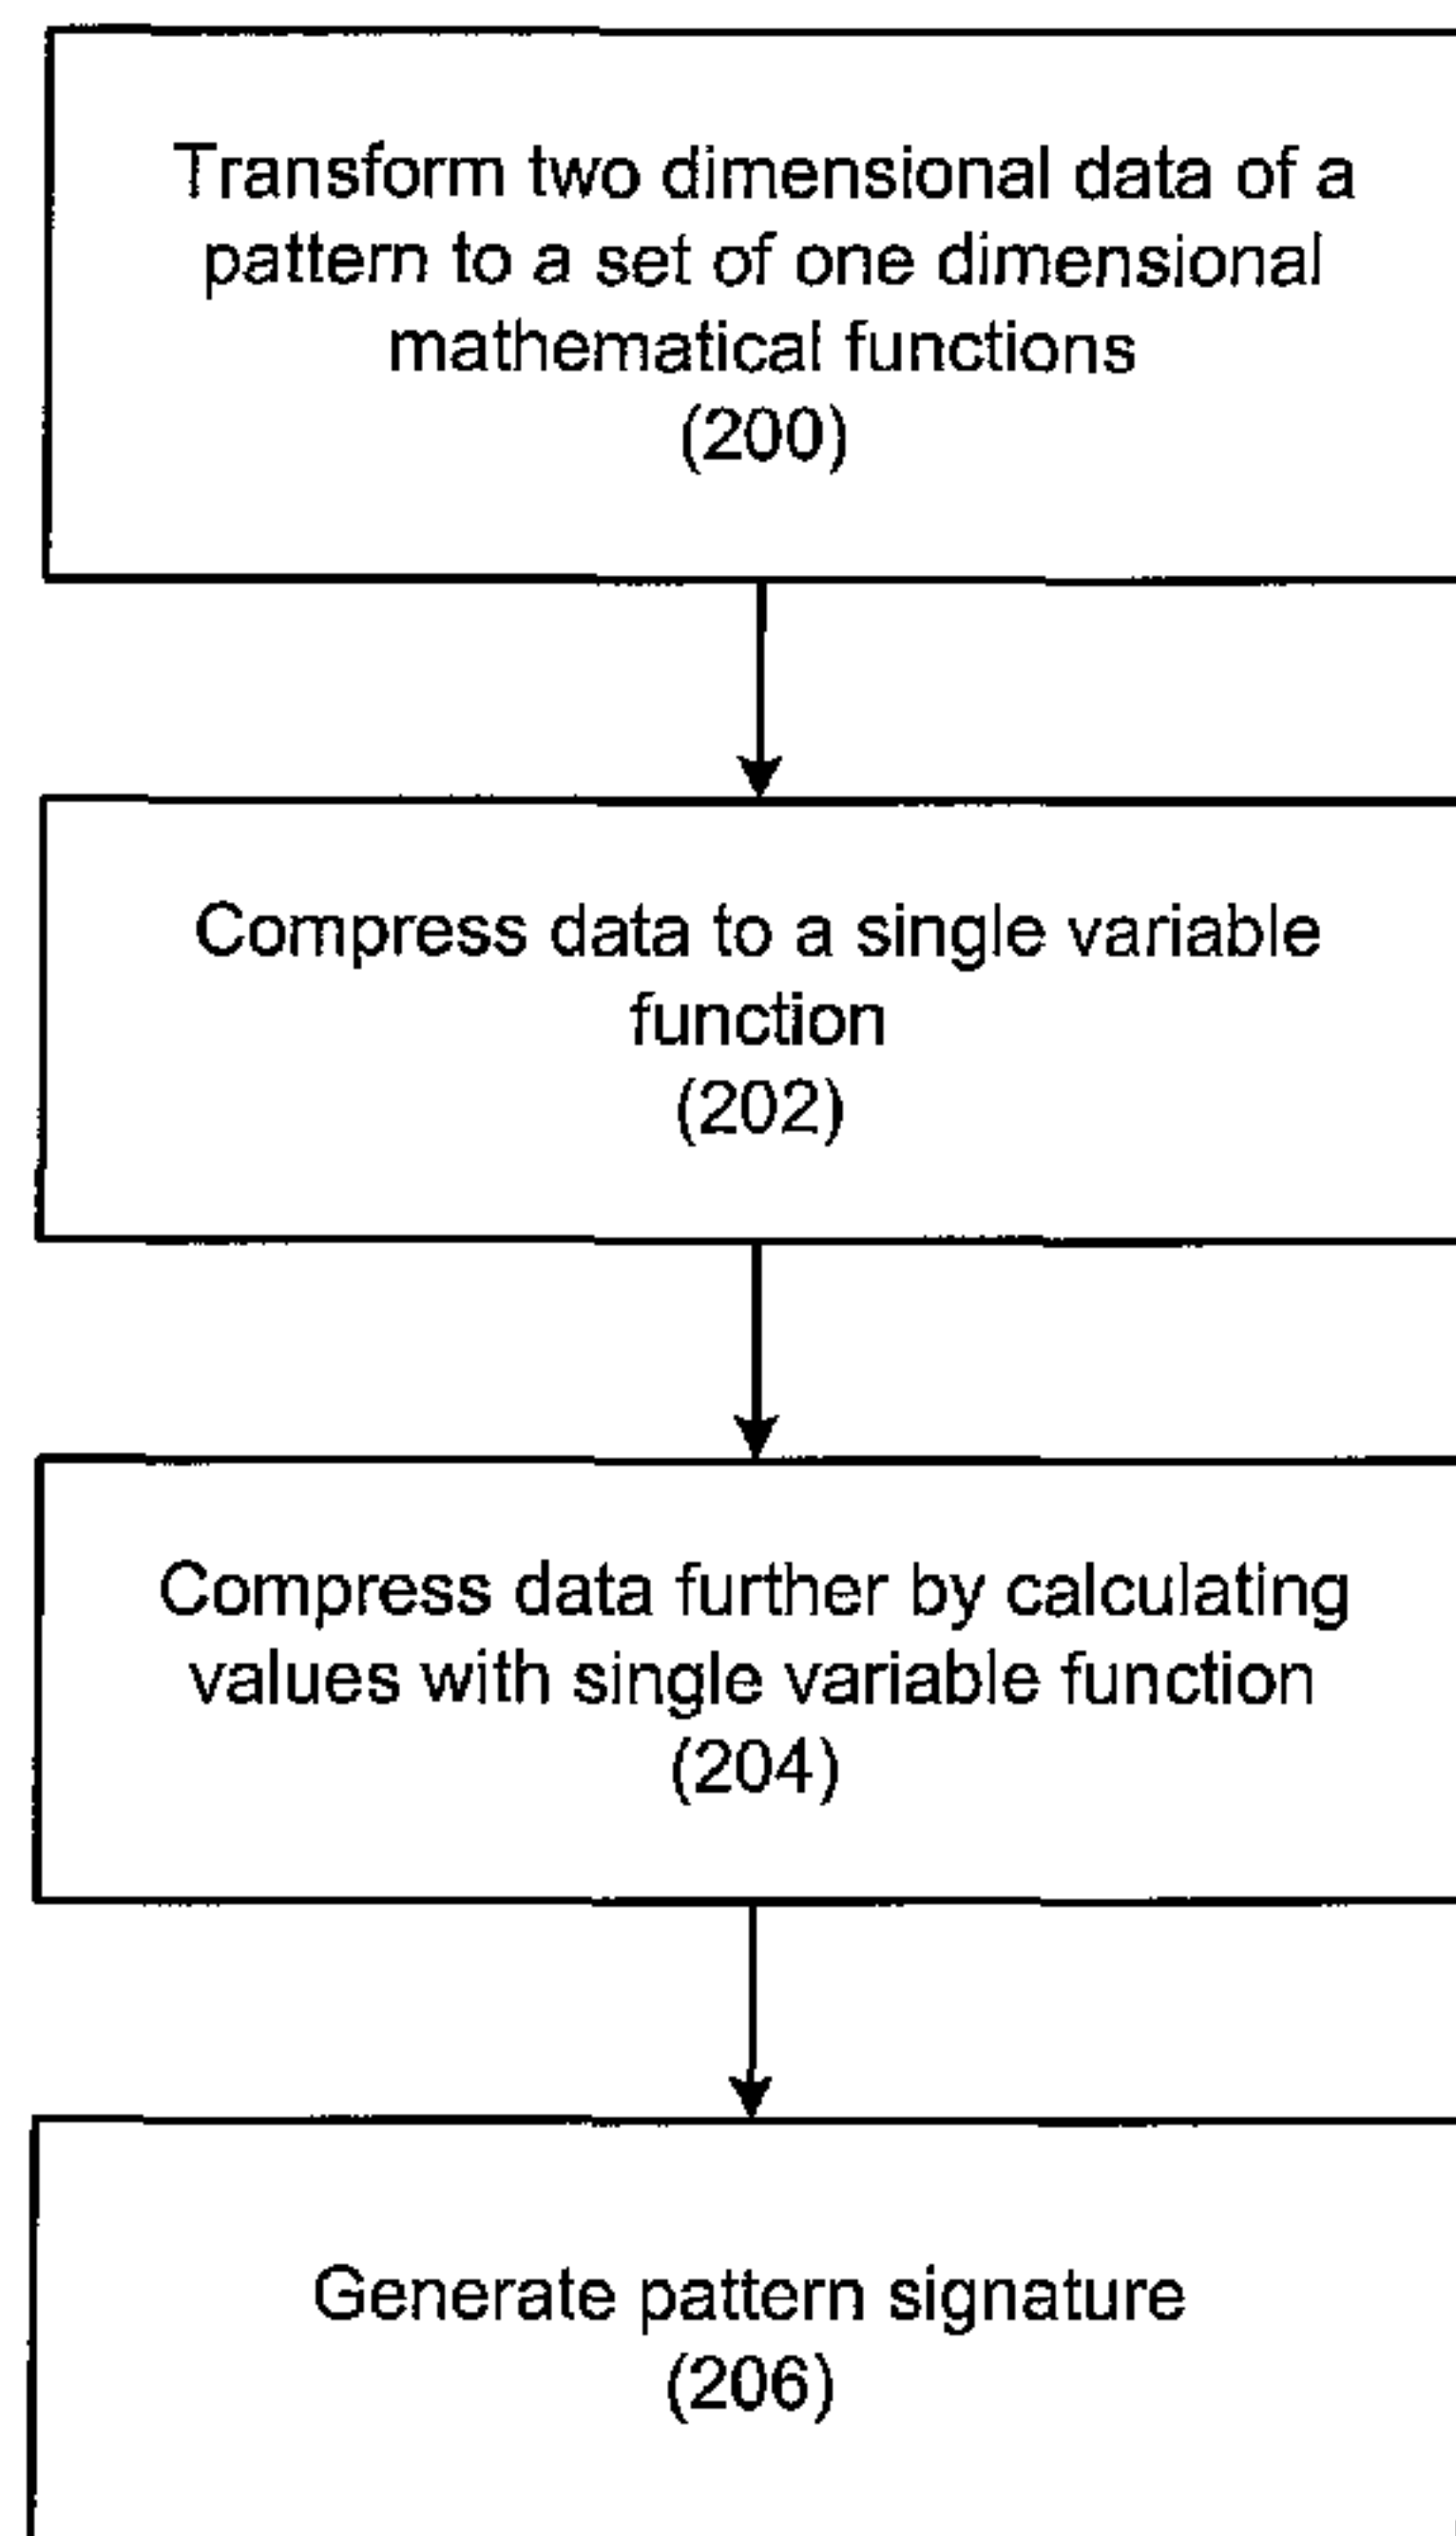 Transform two dimensional data of a
pattern to a set of one dimensional
mathematical functions
(200)
Compress data to a single variable
function
(202)
Compress data further by calculating
values with single variable function
(204)
Generate pattern signature
(206)